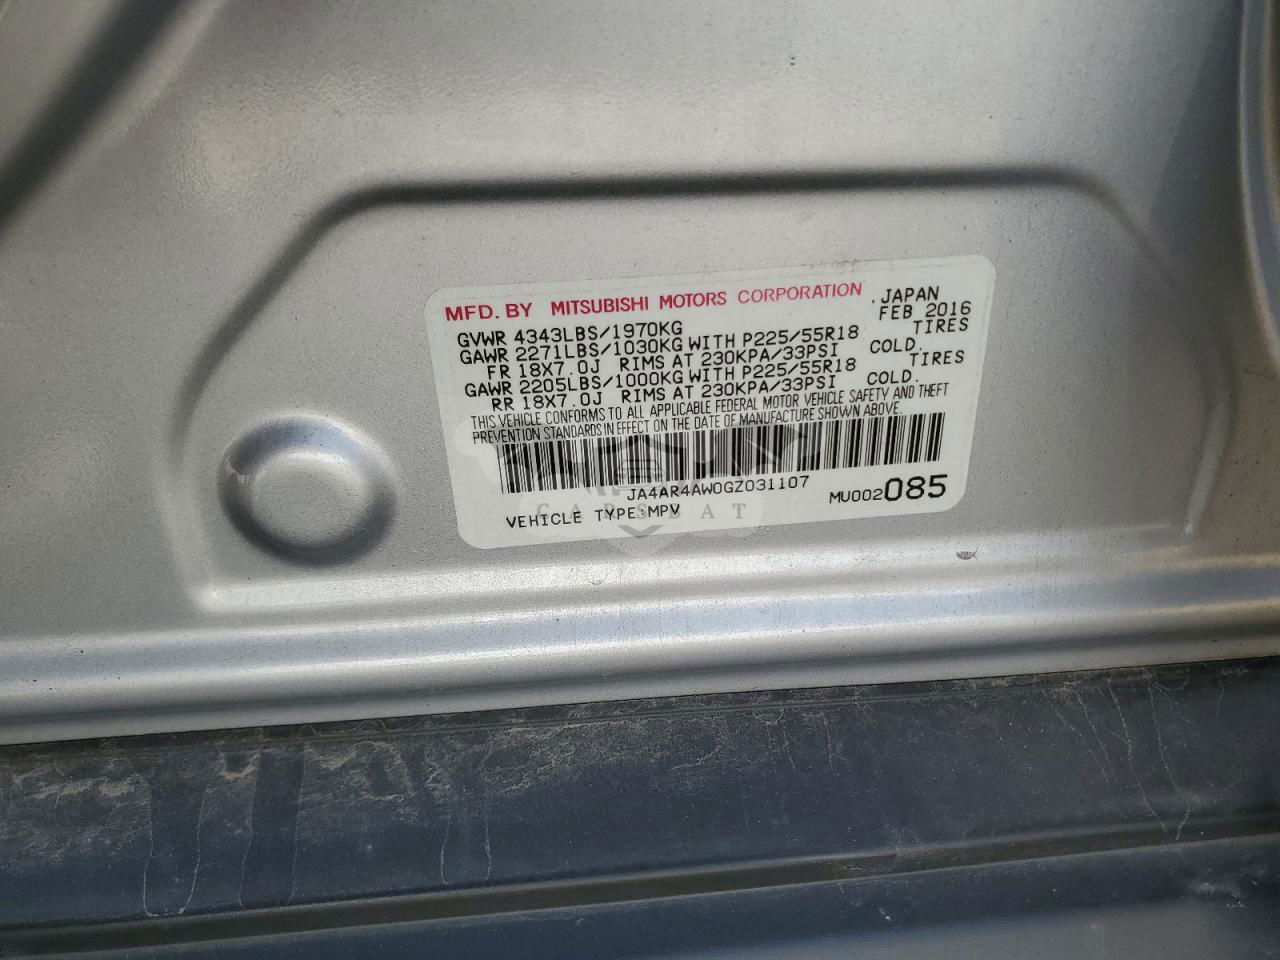 MFD. BY MITSUBISHI MOTORS CORPORATION , JAPAN
FEB 2016
GVWR 4343LBS/1970KG
GAWR 2271LBS/1030KG WITH P225/55R18 TIRES
FR 18X7.0J RIMS AT 230KPA/33PSI COLD.
GAWR 2205LBS/1000KG WITH P225/55R18 TIRES
RR 18X7.0J RIMS AT 230KPA/33PSI COLD.
THIS VEHICLE CONFORMS TO ALL APPLICABLE FEDERAL MOTOR VEHICLE SAFETY AND THEFT
PREVENTION STANDARDS IN EFFECT ON THE DATE OF MANUFACTURE SHOWN ABOVE.
JA4AR4AW0GZ031107
MU002085
VEHICLE TYPE:MPV